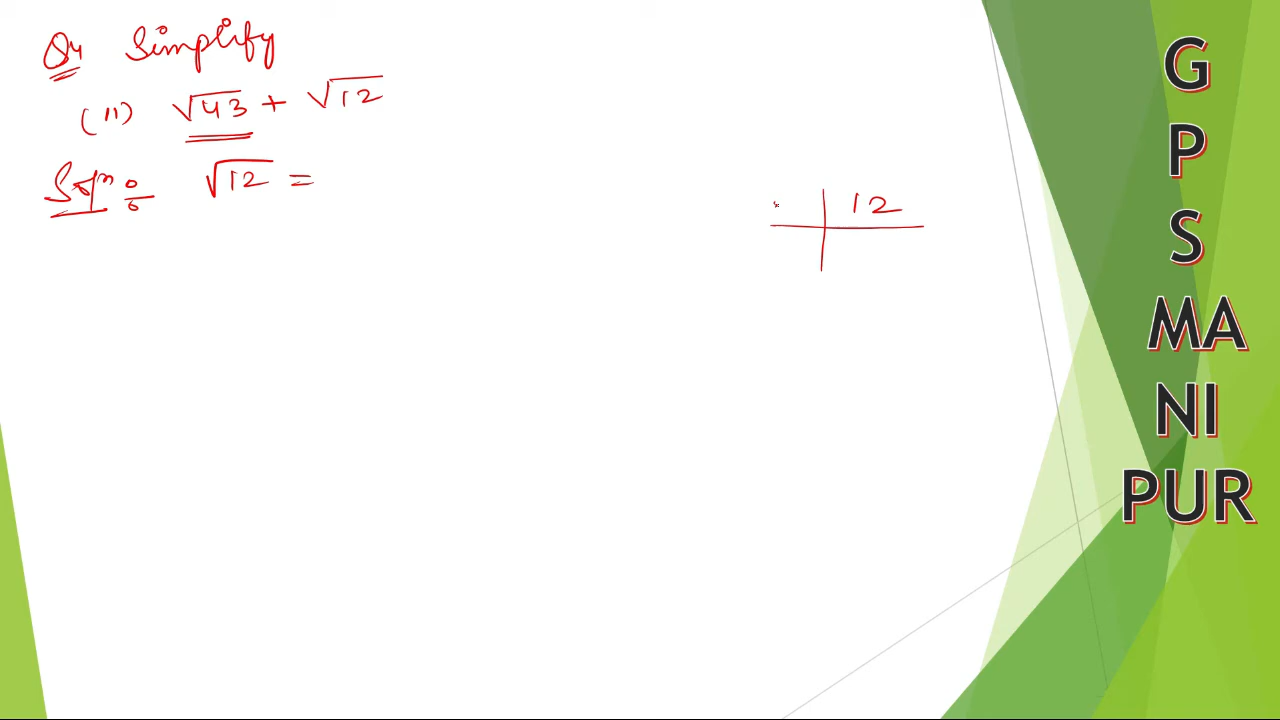 Q4 Simplify
(ii) √43 + √12
Solⁿ: √12 =
12
G
P
S
MA
NI
PUR